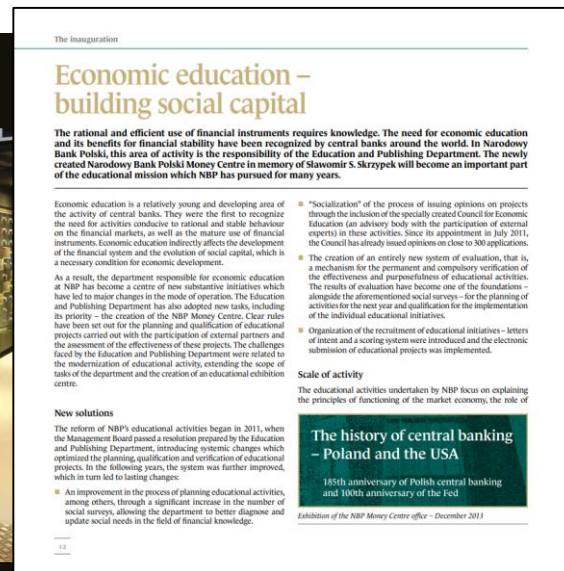 The inauguration
Economic education –
building social capital
The rational and efficient use of financial instruments requires knowledge. The need for economic education
and its benefits for financial stability have been recognized by central banks around the world. In Narodowy
Bank Polski, this area of activity is the responsibility of the Education and Publishing Department. The newly
created Narodowy Bank Polski Money Centre in memory of Sławomir S. Skrzypek will become an important part
of the educational mission which NBP has pursued for many years.
Economic education is a relatively young and developing area of
the activity of central banks. They were the first to recognize
the need for activities conducive to rational and stable behaviour
on the financial markets, as well as the mature use of financial
instruments. Economic education indirectly affects the development
of the financial system and the evolution of social capital, which is
a necessary condition for economic development.
As a result, the department responsible for economic education
at NBP has become a centre of new substantive initiatives which
have led to major changes in the mode of operation. The Education
and Publishing Department has also adopted new tasks, including
its priority – the creation of the NBP Money Centre. Clear rules
have been set out for the planning and qualification of educational
projects carried out with the participation of external partners and
the assessment of the effectiveness of these projects. The challenges
faced by the Education and Publishing Department were related to
the modernization of educational activity, extending the scope of
tasks of the department and the creation of an educational exhibition
centre.
New solutions
The reform of NBP's educational activities began in 2011, when
the Management Board passed a resolution prepared by the Education
and Publishing Department, introducing systemic changes which
optimized the planning, qualification and verification of educational
projects. In the following years, the system was further improved,
which in turn led to lasting changes:
■ An improvement in the process of planning educational activities,
among others, through a significant increase in the number of
social surveys, allowing the department to better diagnose and
update social needs in the field of financial knowledge.
■ "Socialization" of the process of issuing opinions on projects
through the inclusion of the specially created Council for Economic
Education (an advisory body with the participation of external
experts) in these activities. Since its appointment in July 2011,
the Council has already issued opinions on close to 300 applications.
■ The creation of an entirely new system of evaluation, that is,
a mechanism for the permanent and compulsory verification of
the effectiveness and purposefulness of educational activities.
The results of evaluation have become one of the foundations –
alongside the aforementioned social surveys – for the planning of
activities for the next year and qualification for the implementation
of the individual educational initiatives.
■ Organization of the recruitment of educational initiatives – letters
of intent and a scoring system were introduced and the electronic
submission of educational projects was implemented.
Scale of activity
The educational activities undertaken by NBP focus on explaining
the principles of functioning of the market economy, the role of
The history of central banking
– Poland and the USA
185th anniversary of Polish central banking
and 100th anniversary of the Fed
Exhibition of the NBP Money Centre office – December 2013
12